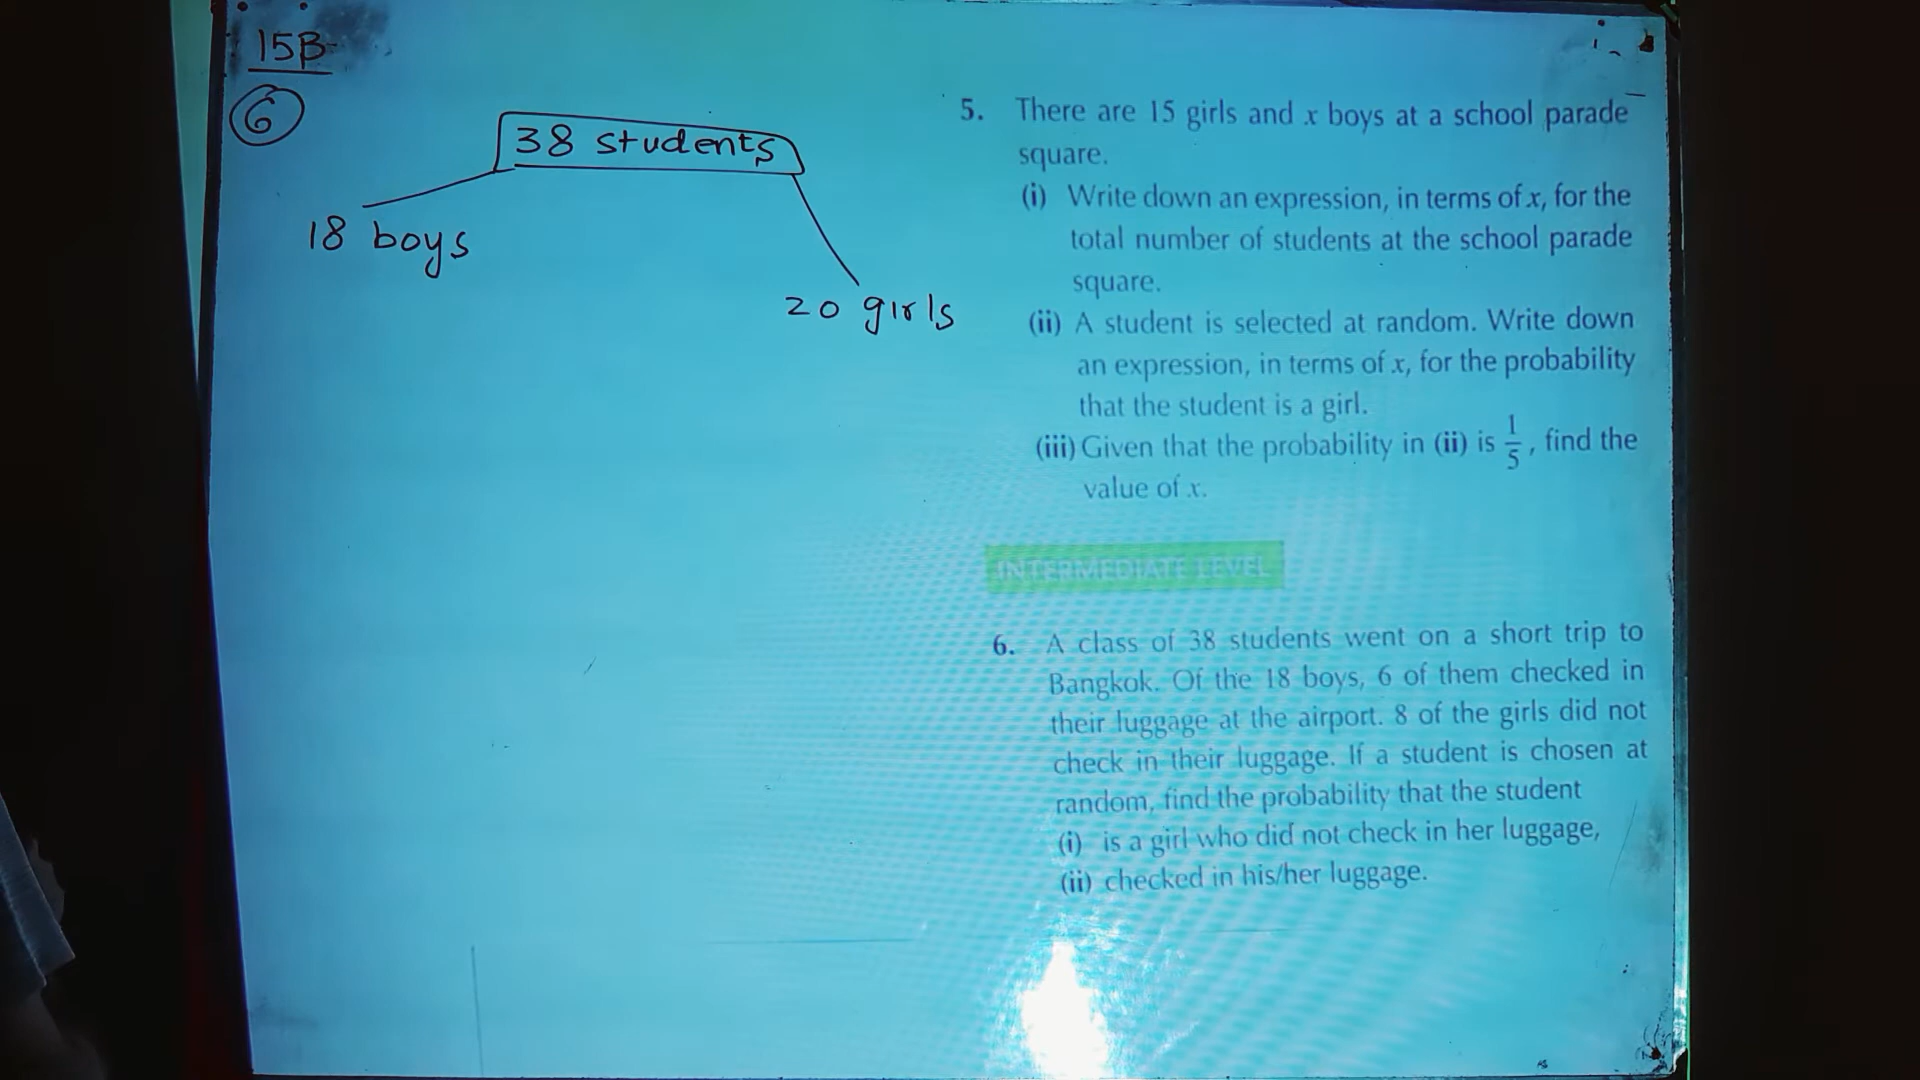 15B
6
38 students
18 boys
20 girls
5. There are 15 girls and x boys at a school parade
square.
(i) Write down an expression, in terms of x, for the
total number of students at the school parade
square.
(ii) A student is selected at random. Write down
an expression, in terms of x, for the probability
that the student is a girl.
(iii) Given that the probability in (ii) is 1/5, find the
value of x.
INTERMEDIATE LEVEL
6. A class of 38 students went on a short trip to
Bangkok. Of the 18 boys, 6 of them checked in
their luggage at the airport. 8 of the girls did not
check in their luggage. If a student is chosen at
random, find the probability that the student
(i) is a girl who did not check in her luggage,
(ii) checked in his/her luggage.